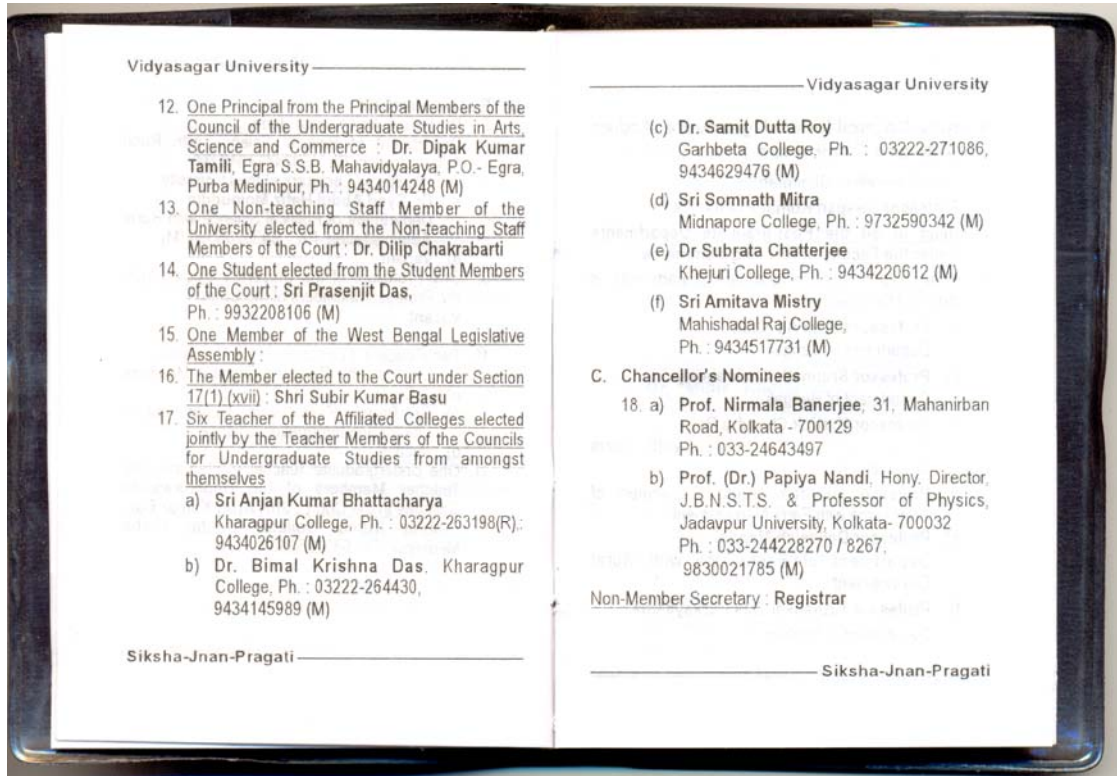 Vidyasagar University
12. One Principal from the Principal Members of the
Council of the Undergraduate Studies in Arts,
Science and Commerce : Dr. Dipak Kumar
Tamili, Egra S.S.B. Mahavidyalaya, P.O.- Egra,
Purba Medinipur, Ph. : 9434014248 (M)
13. One Non-teaching Staff Member of the
University elected from the Non-teaching Staff
Members of the Court : Dr. Dilip Chakrabarti
14. One Student elected from the Student Members
of the Court : Sri Prasenjit Das,
Ph. : 9932208106 (M)
15. One Member of the West Bengal Legislative
Assembly :
16. The Member elected to the Court under Section
17(1) (xvii) : Shri Subir Kumar Basu
17. Six Teacher of the Affiliated Colleges elected
jointly by the Teacher Members of the Councils
for Undergraduate Studies from amongst
themselves
a) Sri Anjan Kumar Bhattacharya
Kharagpur College, Ph. : 03222-263198(R),:
9434026107 (M)
b) Dr. Bimal Krishna Das, Kharagpur
College, Ph. : 03222-264430,
9434145989 (M)
Siksha-Jnan-Pragati
Vidyasagar University
(c) Dr. Samit Dutta Roy
Garhbeta College, Ph. : 03222-271086,
9434629476 (M)
(d) Sri Somnath Mitra
Midnapore College, Ph. : 9732590342 (M)
(e) Dr Subrata Chatterjee
Khejuri College, Ph. : 9434220612 (M)
(f) Sri Amitava Mistry
Mahishadal Raj College,
Ph. : 9434517731 (M)
C. Chancellor's Nominees
18. a) Prof. Nirmala Banerjee, 31, Mahanirban
Road, Kolkata - 700129
Ph. : 033-24643497
b) Prof. (Dr.) Papiya Nandi, Hony. Director,
J.B.N.S.T.S. & Professor of Physics,
Jadavpur University, Kolkata- 700032
Ph. : 033-244228270 / 8267,
9830021785 (M)
Non-Member Secretary : Registrar
Siksha-Jnan-Pragati